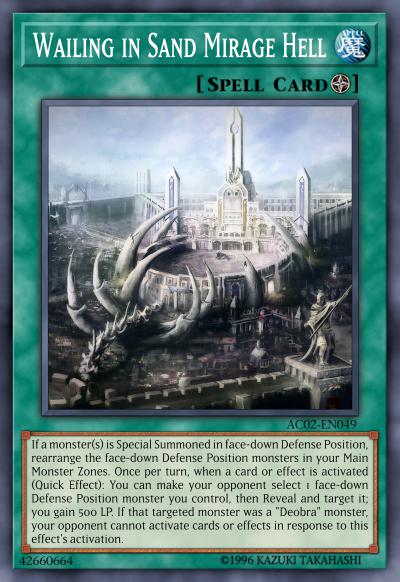 WAILING IN SAND MIRAGE HELL
魔
[SPELL CARD]
AC02-EN049
If a monster(s) is Special Summoned in face-down Defense Position,
rearrange the face-down Defense Position monsters in your Main
Monster Zones. Once per turn, when a card or effect is activated
(Quick Effect): You can make your opponent select 1 face-down
Defense Position monster you control, then Reveal and target it;
you gain 500 LP. If that targeted monster was a "Deobra" monster,
your opponent cannot activate cards or effects in response to this
effect's activation.
42660664
©1996 KAZUKI TAKAHASHI